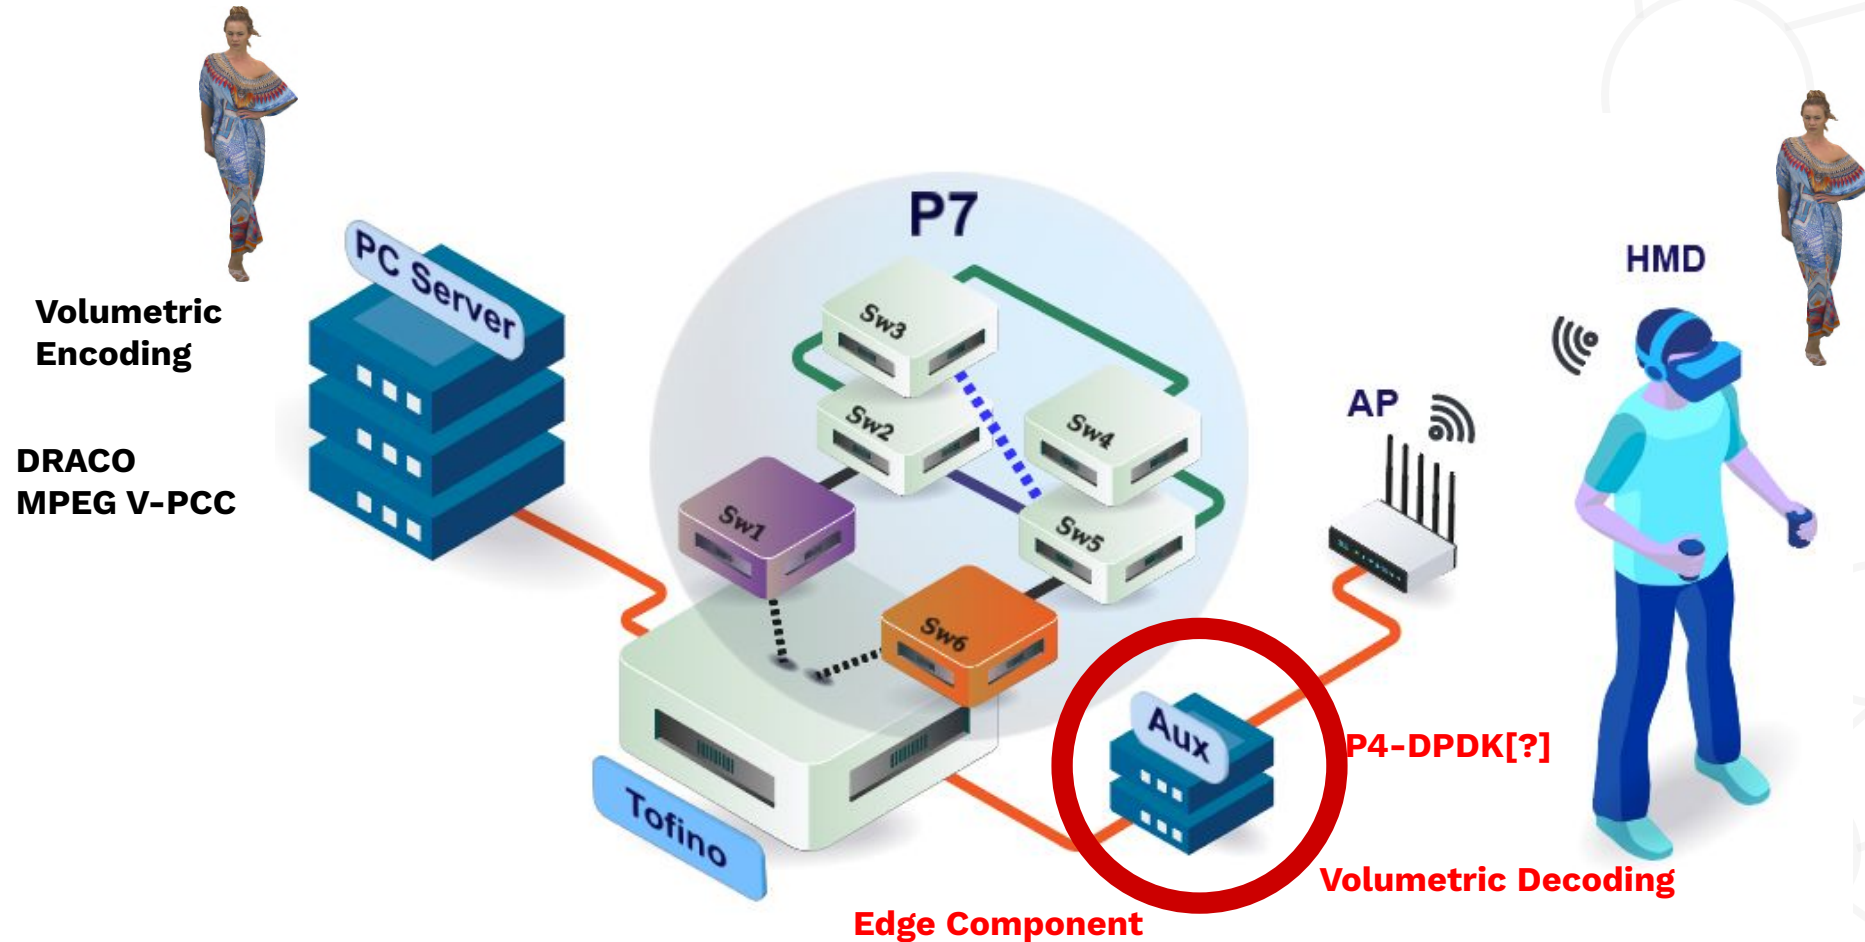 P7
PC Server
HMD
Volumetric
Encoding
Sw3
AP
Sw2
Sw4
DRACO
MPEG V-PCC
Sw1
Sw5
Sw6
Aux
P4-DPDK[?]
Tofino
Volumetric Decoding
Edge Component